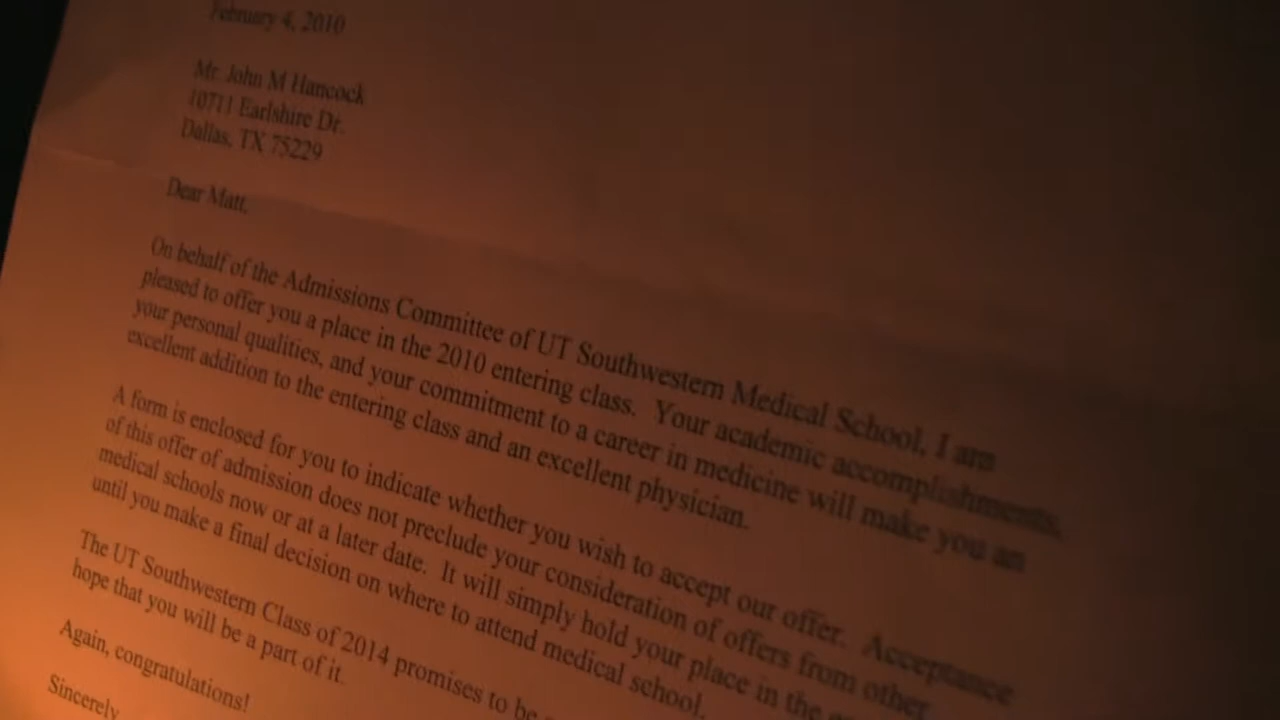 February 4, 2010
Mr. John M Hancock
10711 Earlshire Dr.
Dallas, TX 75229
Dear Matt,
On behalf of the Admissions Committee of UT Southwestern Medical School, I am
pleased to offer you a place in the 2010 entering class. Your academic accomplishments,
your personal qualities, and your commitment to a career in medicine will make you an
excellent addition to the entering class and an excellent physician.
A form is enclosed for you to indicate whether you wish to accept our offer. Acceptance
of this offer of admission does not preclude your consideration of offers from other
medical schools now or at a later date. It will simply hold your place in the
until you make a final decision on where to attend medical school.
The UT Southwestern Class of 2014 promises to be
hope that you will be a part of it.
Again, congratulations!
Sincerely